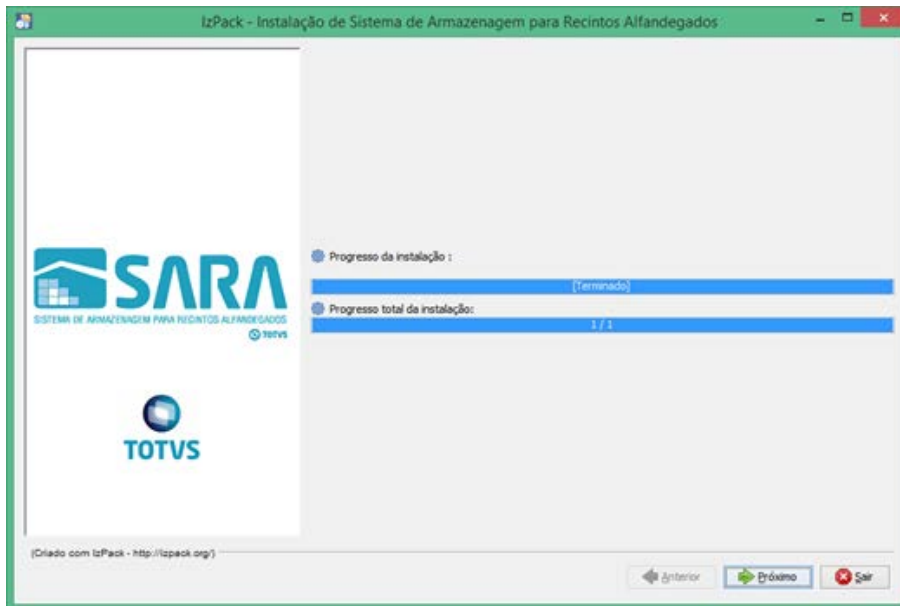 IzPack - Instalação de Sistema de Armazenagem para Recintos Alfandegados
SARA
SISTEMA DE ARMAZENAGEM PARA RECINTOS ALFANDEGADOS
TOTVS
TOTVS
Progresso da instalação :
[Terminado]
Progresso total da instalação:
1 / 1
(Criado com IzPack - http://izpack.org/)
Anterior
Próximo
Sair